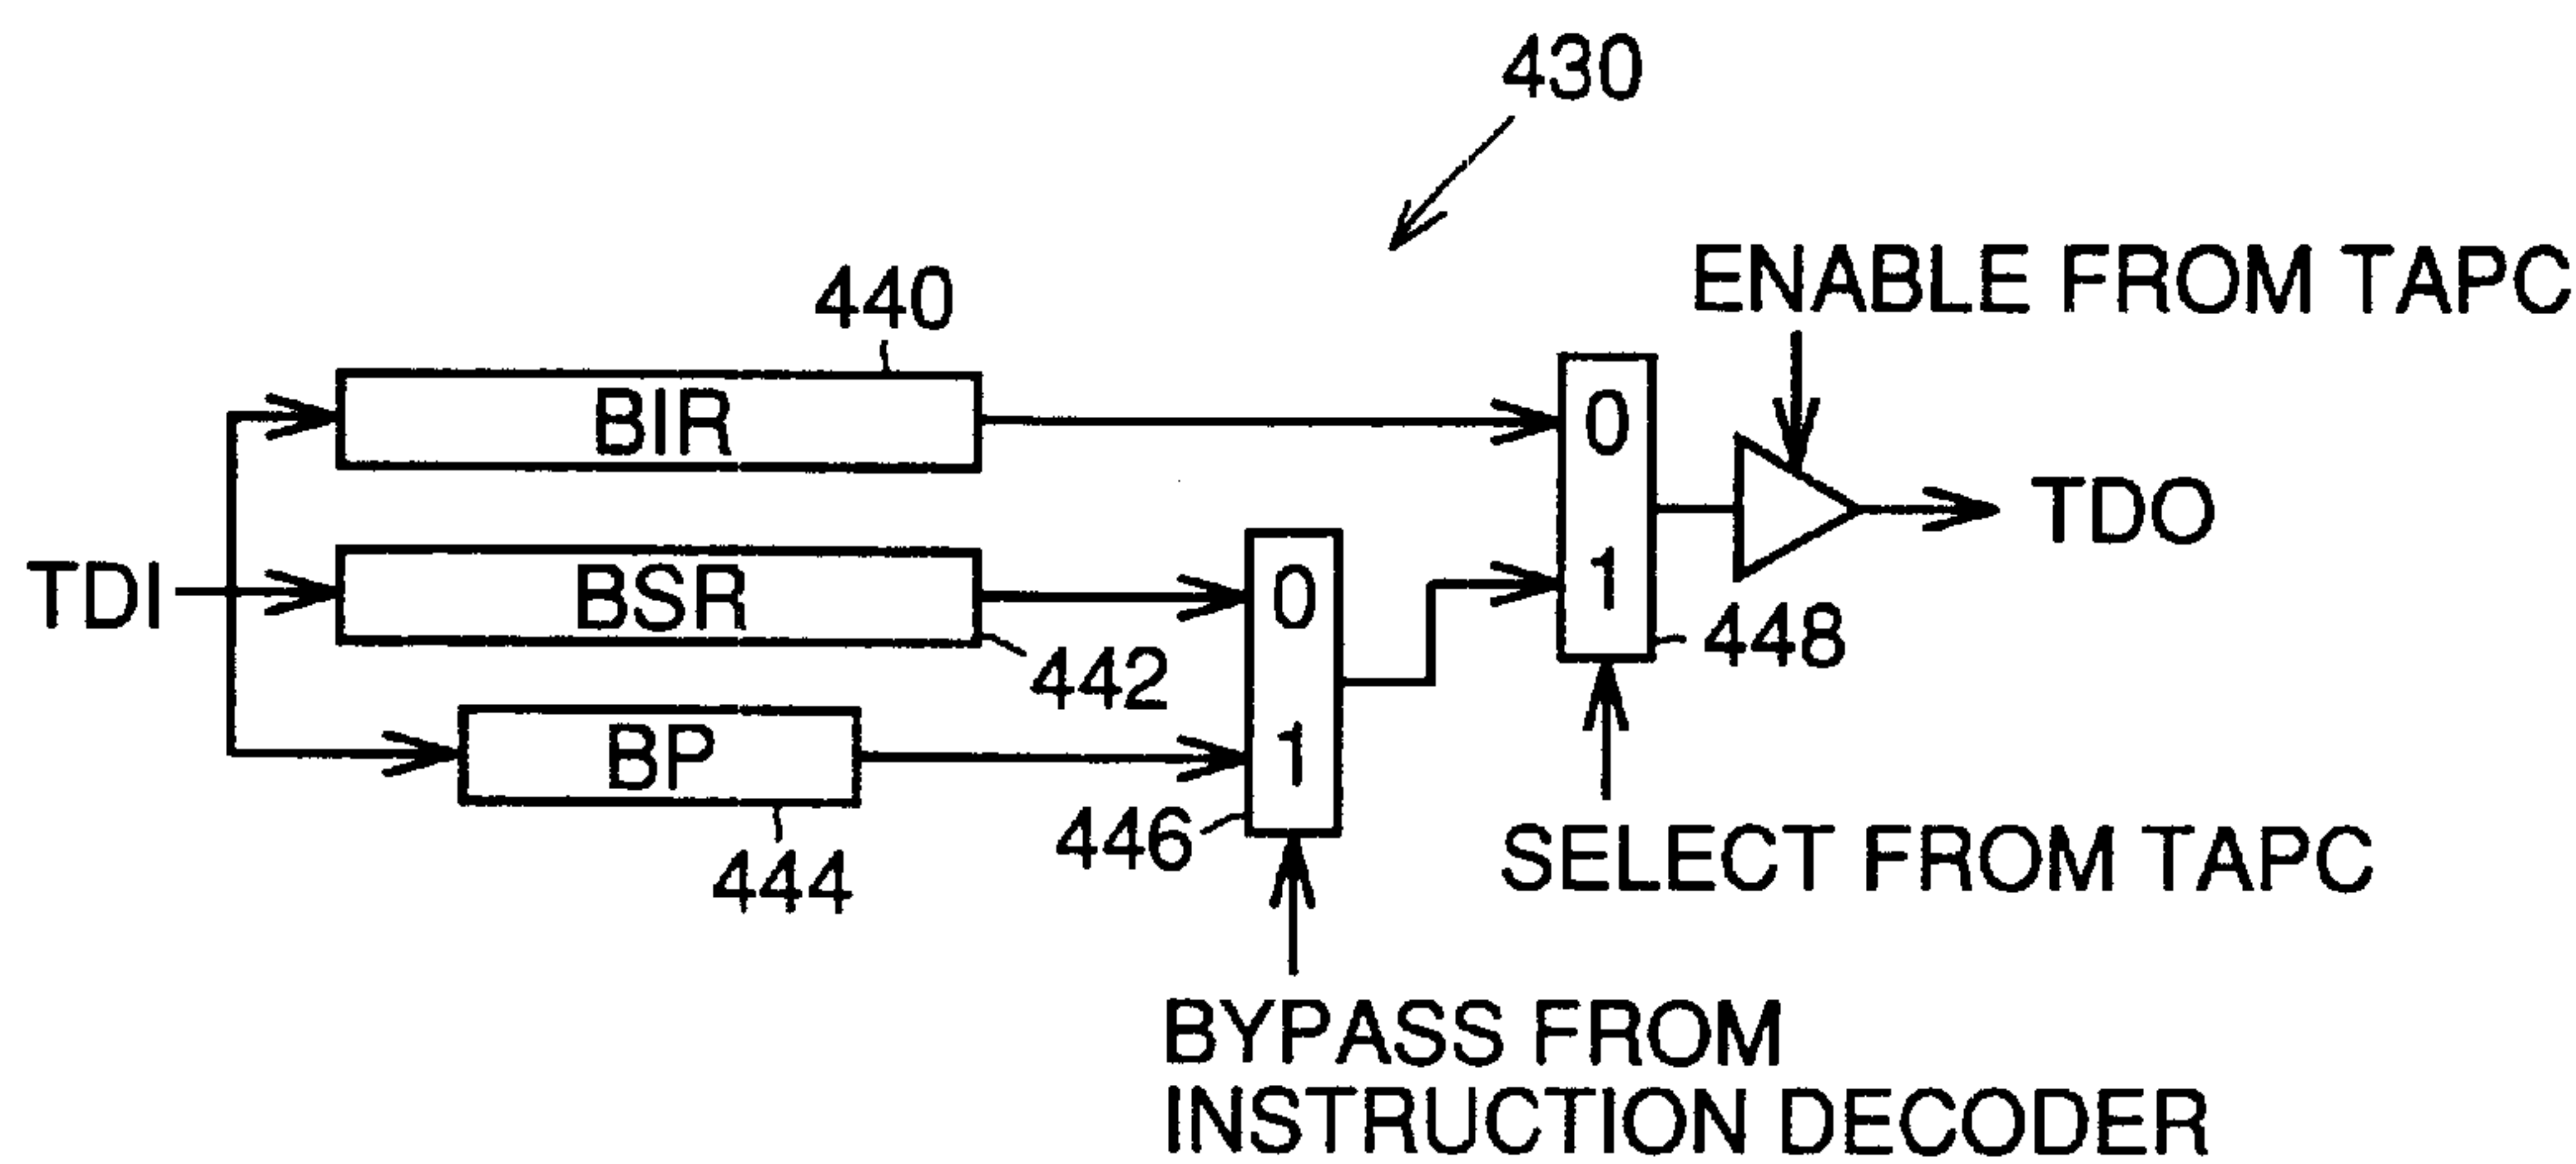 430
ENABLE FROM TAPC
440
BIR
0
1
TDO
448
TDI
BSR
442
0
1
BP
446
444
SELECT FROM TAPC
BYPASS FROM
INSTRUCTION DECODER